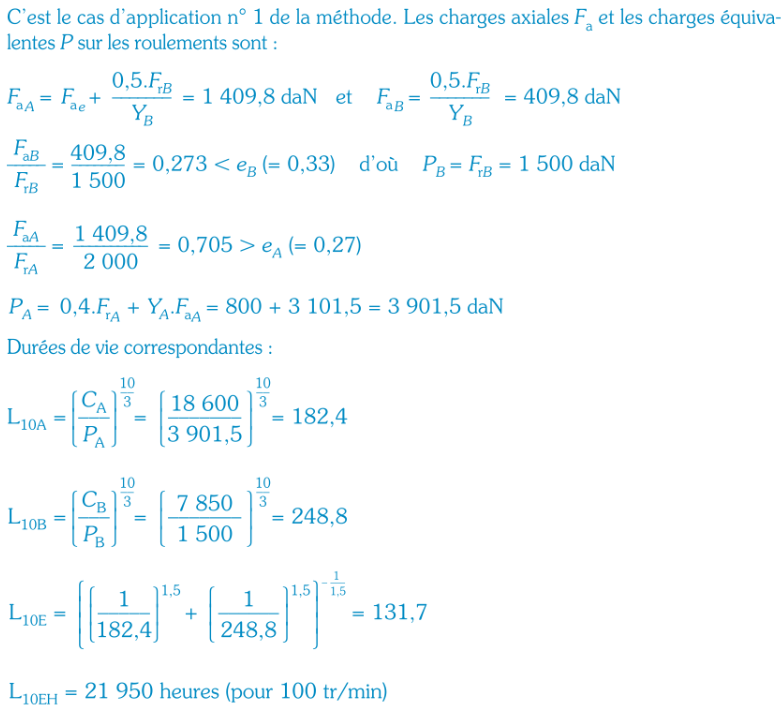 C'est le cas d'application n° 1 de la méthode. Les charges axiales F_a et les charges équiva-
lentes P sur les roulements sont :
F_aA = F_ae + 0,5.F_rB / Y_B = 1 409,8 daN et F_aB = 0,5.F_rB / Y_B = 409,8 daN
F_aB / F_rB = 409,8 / 1 500 = 0,273 < e_B (= 0,33) d'où P_B = F_rB = 1 500 daN
F_aA / F_rA = 1 409,8 / 2 000 = 0,705 > e_A (= 0,27)
P_A = 0,4.F_rA + Y_A.F_aA = 800 + 3 101,5 = 3 901,5 daN
Durées de vie correspondantes :
L_10A = (C_A / P_A)^(10/3) = (18 600 / 3 901,5)^(10/3) = 182,4
L_10B = (C_B / P_B)^(10/3) = (7 850 / 1 500)^(10/3) = 248,8
L_10E = ((1 / 182,4)^1,5 + (1 / 248,8)^1,5)^(-1/1,5) = 131,7
L_10EH = 21 950 heures (pour 100 tr/min)